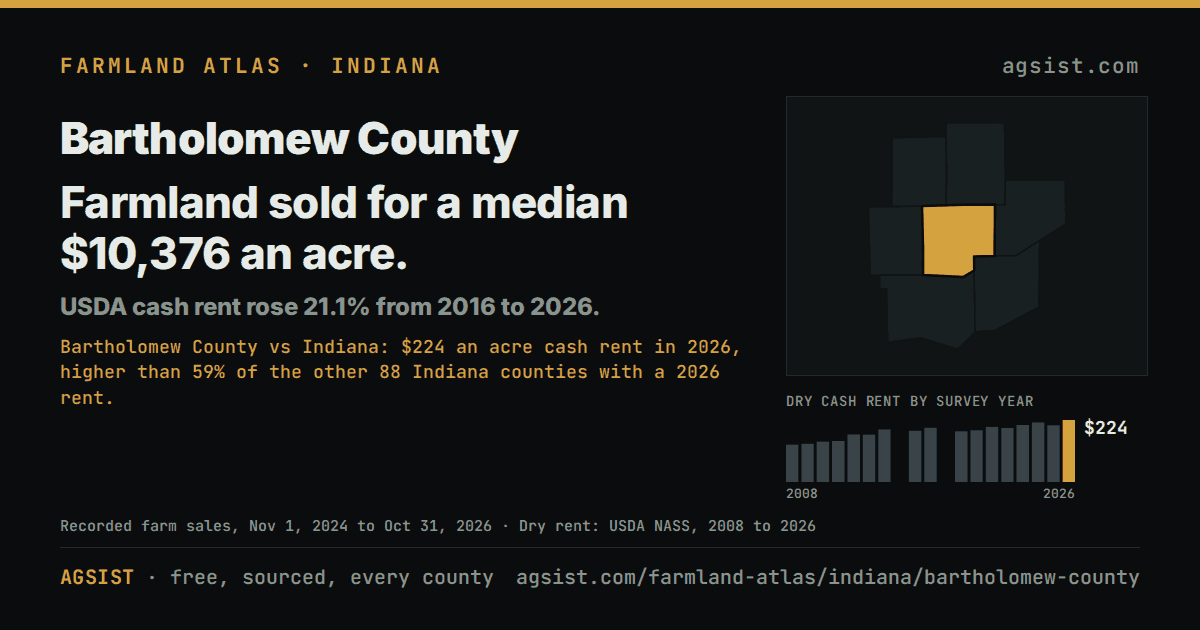 FARMLAND ATLAS · INDIANA
agsist.com
Bartholomew County
Farmland sold for a median
$10,376 an acre.
USDA cash rent rose 21.1% from 2016 to 2026.
Bartholomew County vs Indiana: $224 an acre cash rent in 2026,
higher than 59% of the other 88 Indiana counties with a 2026
rent.
DRY CASH RENT BY SURVEY YEAR
$224
2008
2026
Recorded farm sales, Nov 1, 2024 to Oct 31, 2026 · Dry rent: USDA NASS, 2008 to 2026
AGSIST · free, sourced, every county
agsist.com/farmland-atlas/indiana/bartholomew-county